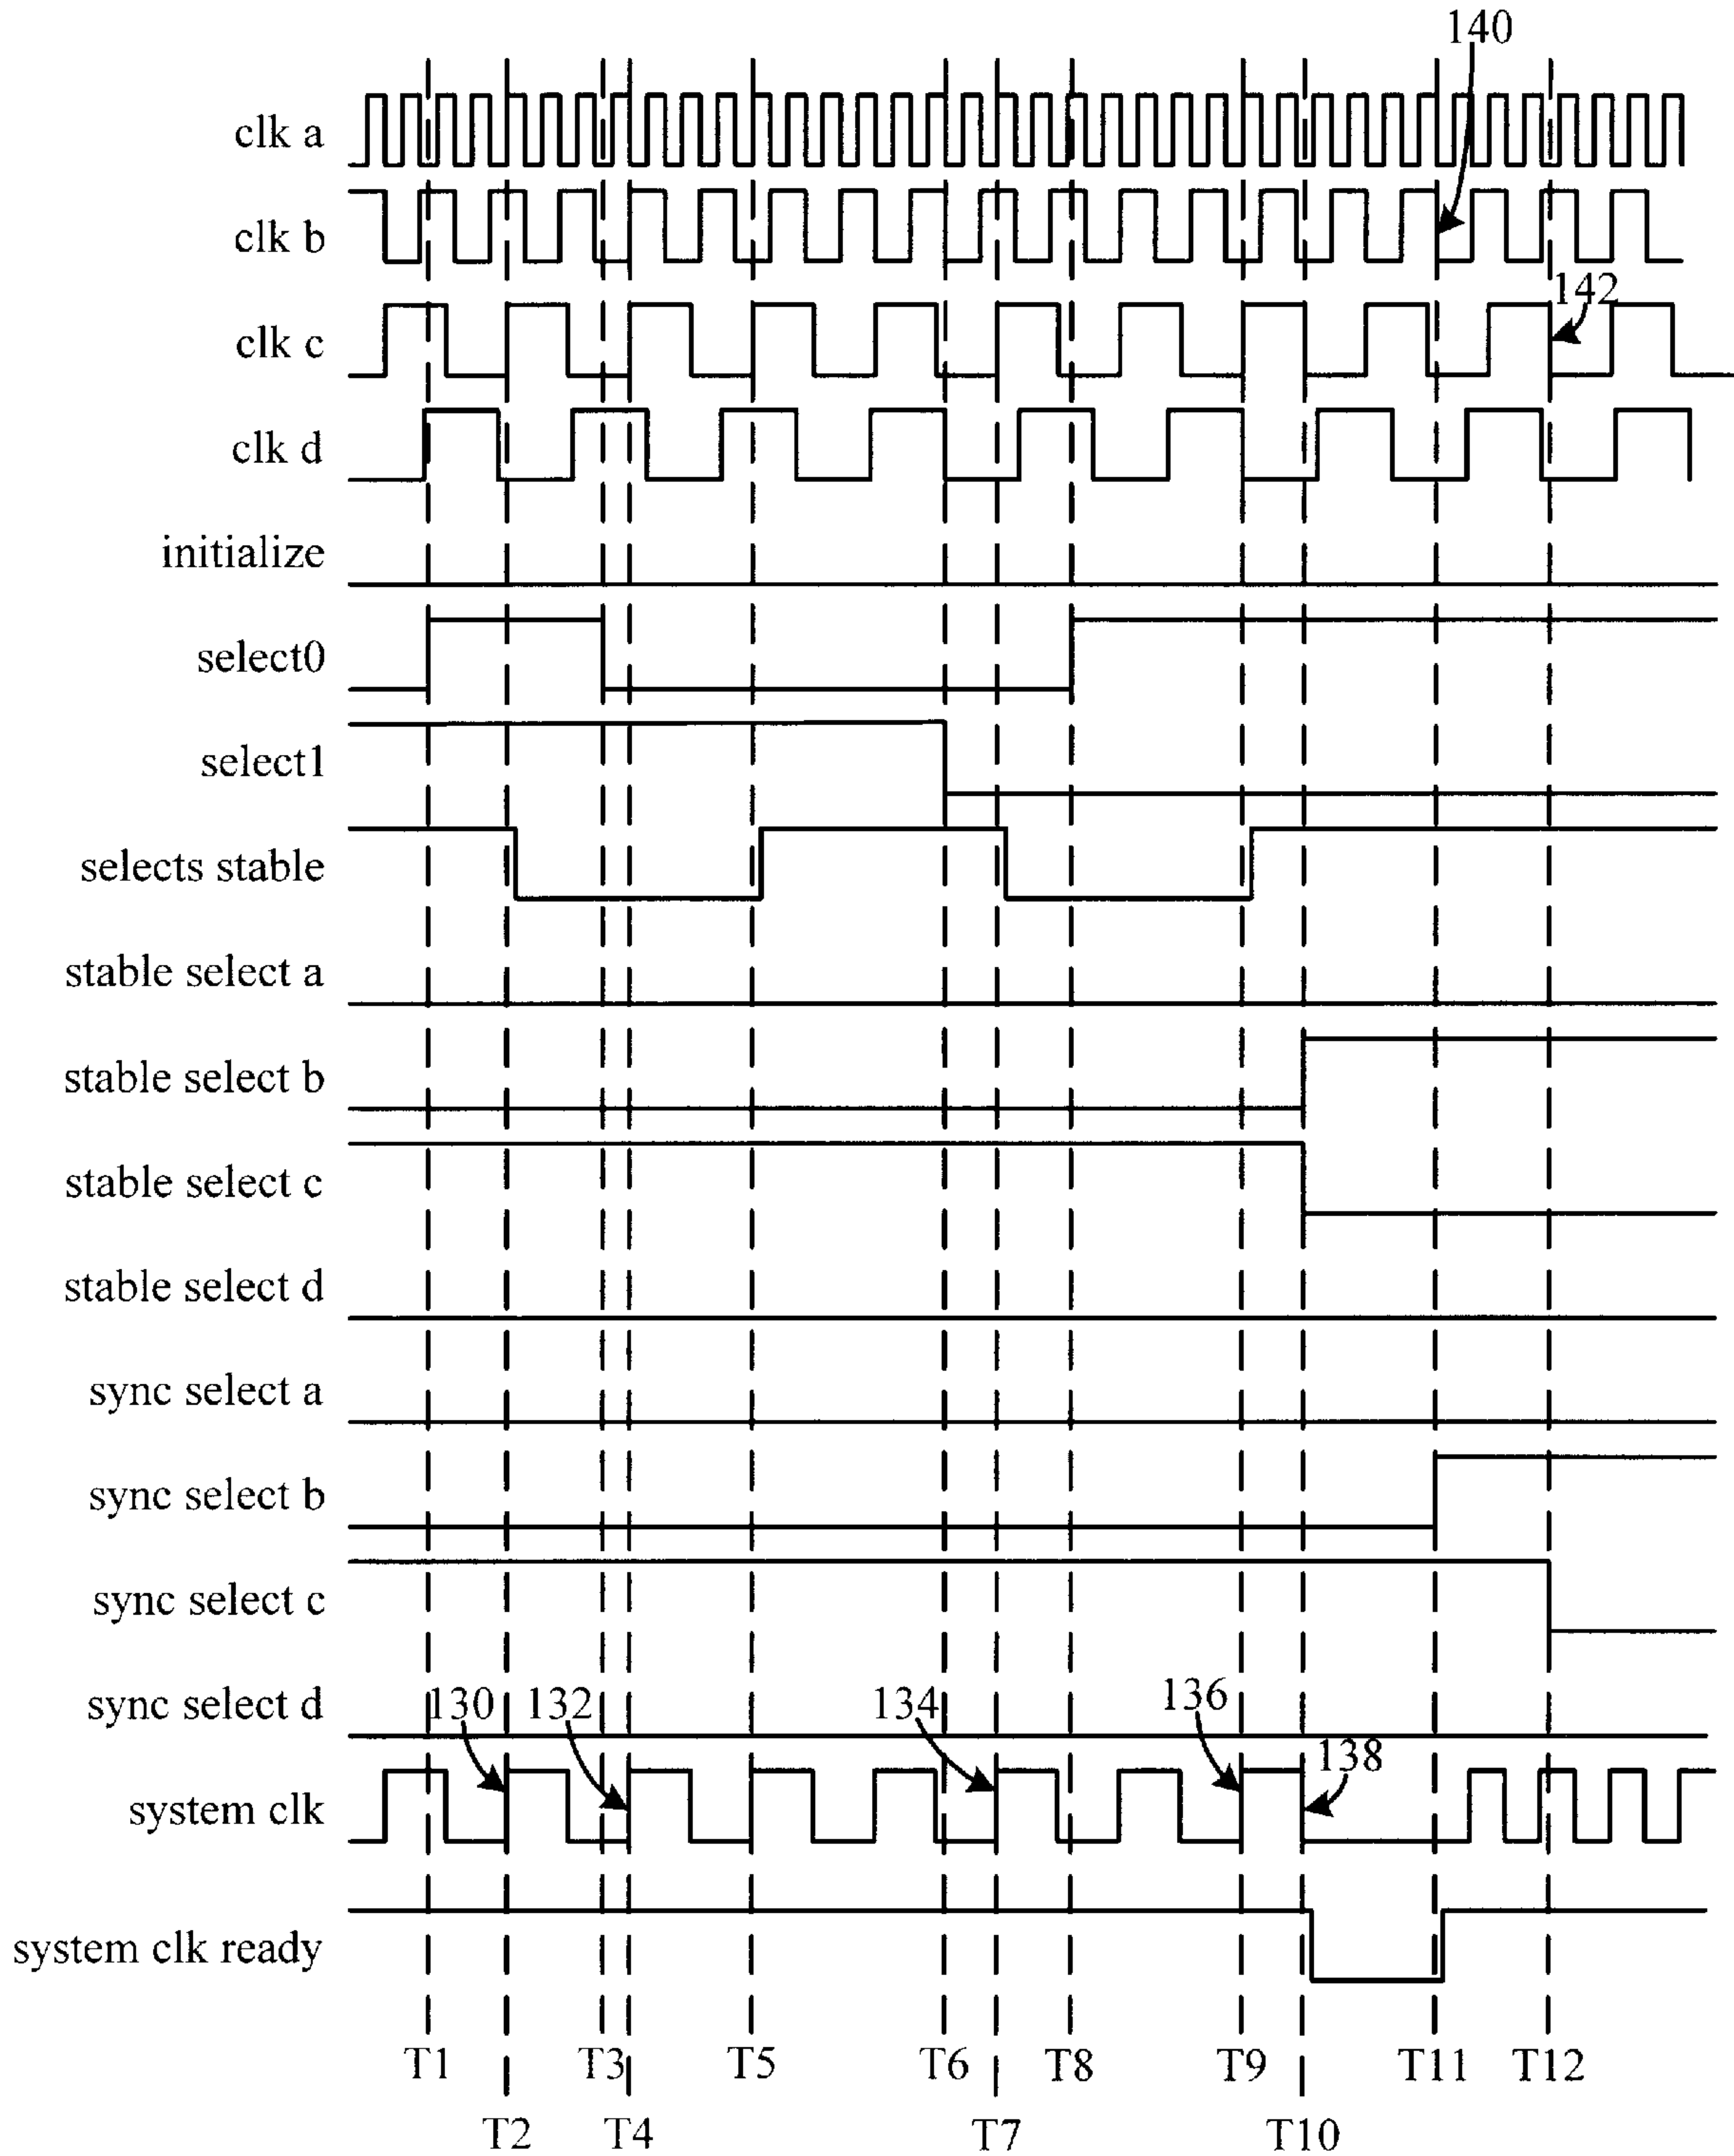 140
clk a
clk b
142
clk c
clk d
initialize
select0
select1
selects stable
stable select a
stable select b
stable select c
stable select d
sync select a
sync select b
sync select c
sync select d
130
132
134
136
138
system clk
system clk ready
T1
T3
T5
T6
T8
T9
T11
T12
T2
T4
T7
T10